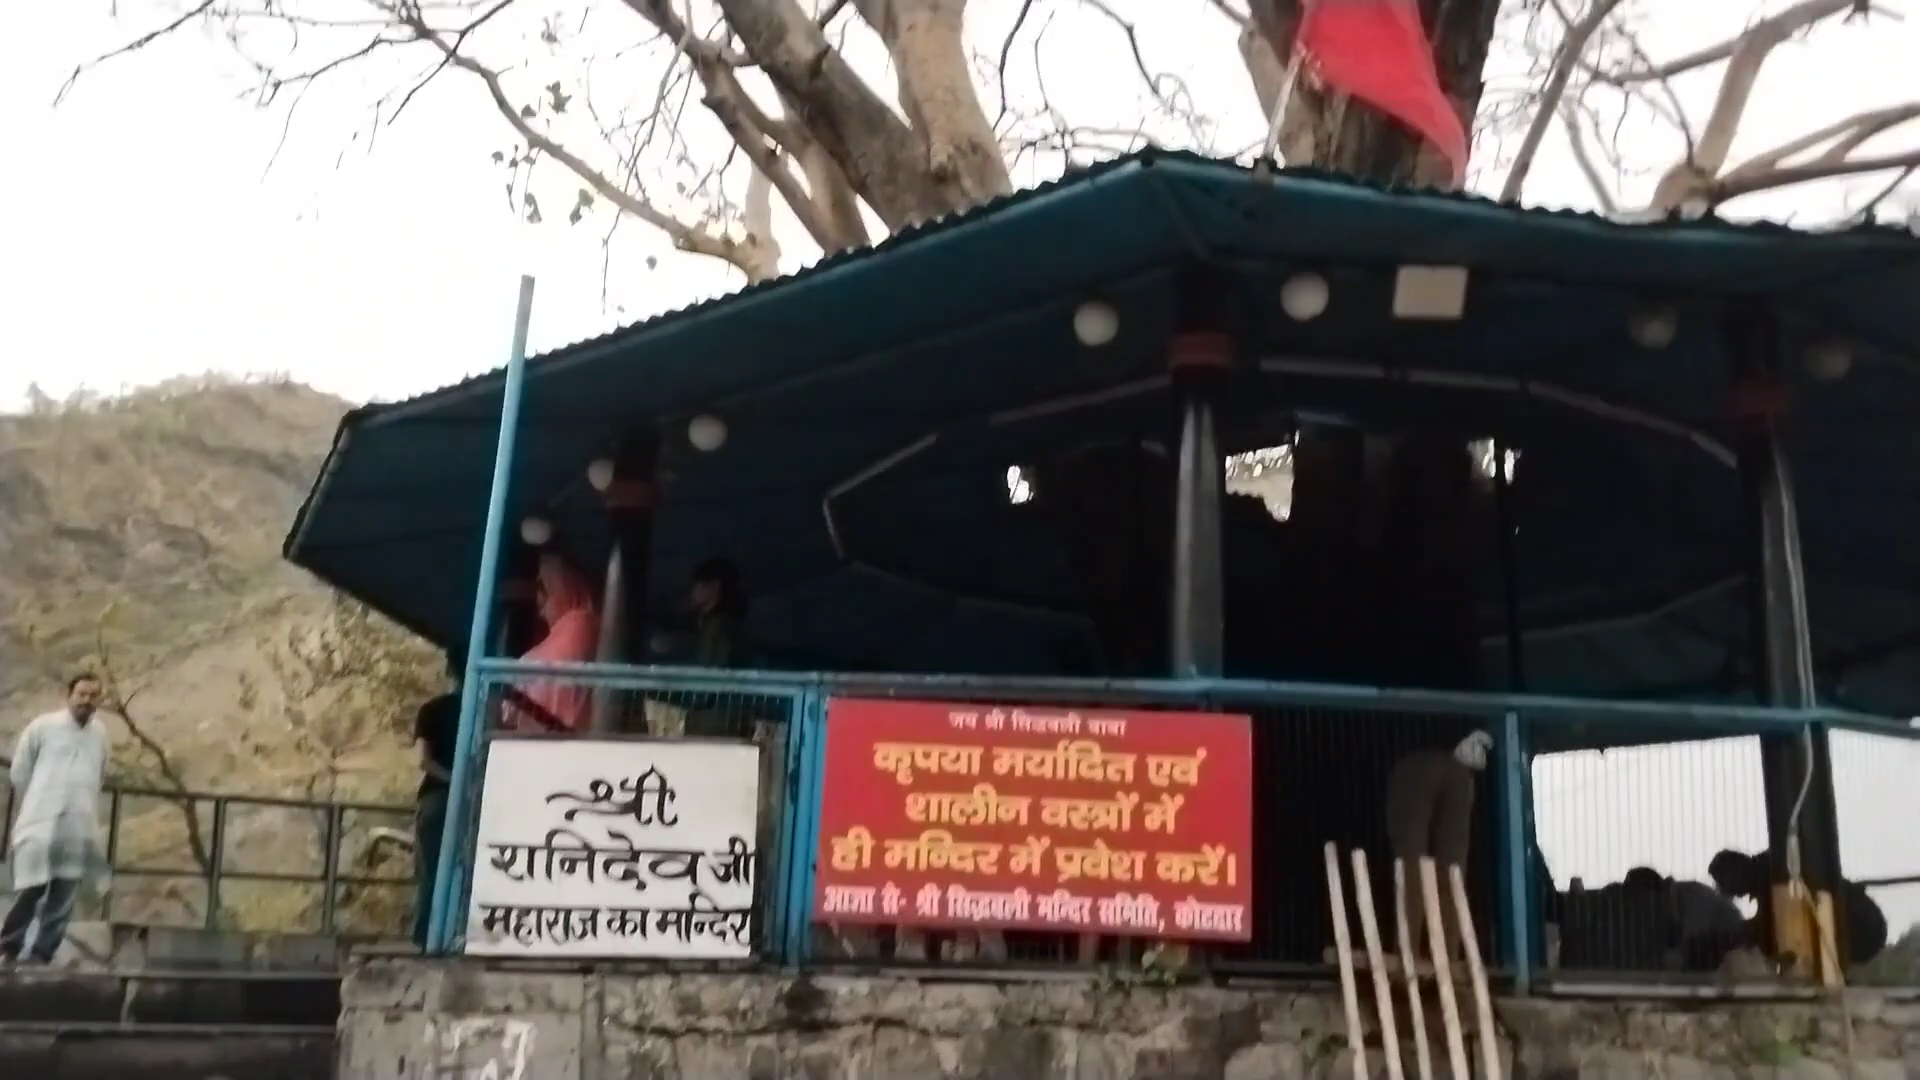 श्री
शनिदेव जी
महाराज का मन्दिर
जय श्री सिद्धबली बाबा
कृपया मर्यादित एवं
शालीन वस्त्रों में
ही मन्दिर में प्रवेश करें।
आज्ञा से- श्री सिद्धबली मन्दिर समिति, कोटद्वार